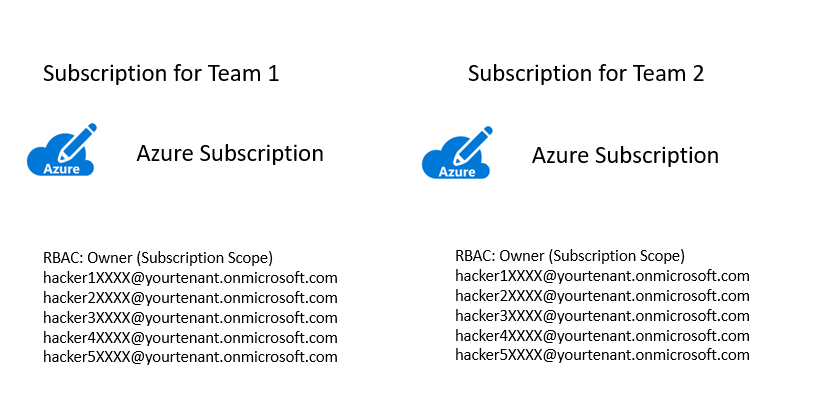 Subscription for Team 1
Azure
Azure Subscription
RBAC: Owner (Subscription Scope)
hacker1XXXX@yourtenant.onmicrosoft.com
hacker2XXXX@yourtenant.onmicrosoft.com
hacker3XXXX@yourtenant.onmicrosoft.com
hacker4XXXX@yourtenant.onmicrosoft.com
hacker5XXXX@yourtenant.onmicrosoft.com
Subscription for Team 2
Azure
Azure Subscription
RBAC: Owner (Subscription Scope)
hacker1XXXX@yourtenant.onmicrosoft.com
hacker2XXXX@yourtenant.onmicrosoft.com
hacker3XXXX@yourtenant.onmicrosoft.com
hacker4XXXX@yourtenant.onmicrosoft.com
hacker5XXXX@yourtenant.onmicrosoft.com